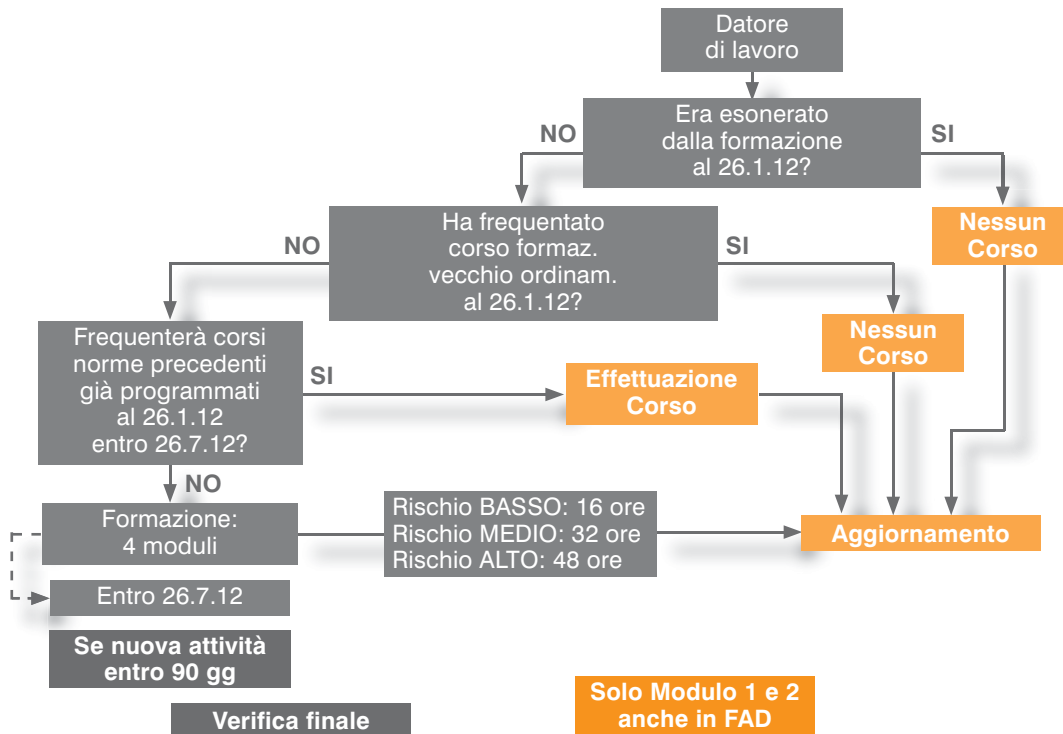 Datore
di lavoro
Era esonerato
dalla formazione
al 26.1.12?
NO
SI
Ha frequentato
corso formaz.
vecchio ordinam.
al 26.1.12?
Nessun
Corso
NO
SI
Frequenterà corsi
norme precedenti
già programmati
al 26.1.12
entro 26.7.12?
Nessun
Corso
SI
Effettuazione
Corso
NO
Formazione:
4 moduli
Rischio BASSO: 16 ore
Rischio MEDIO: 32 ore
Rischio ALTO: 48 ore
Aggiornamento
Entro 26.7.12
Se nuova attività
entro 90 gg
Solo Modulo 1 e 2
anche in FAD
Verifica finale